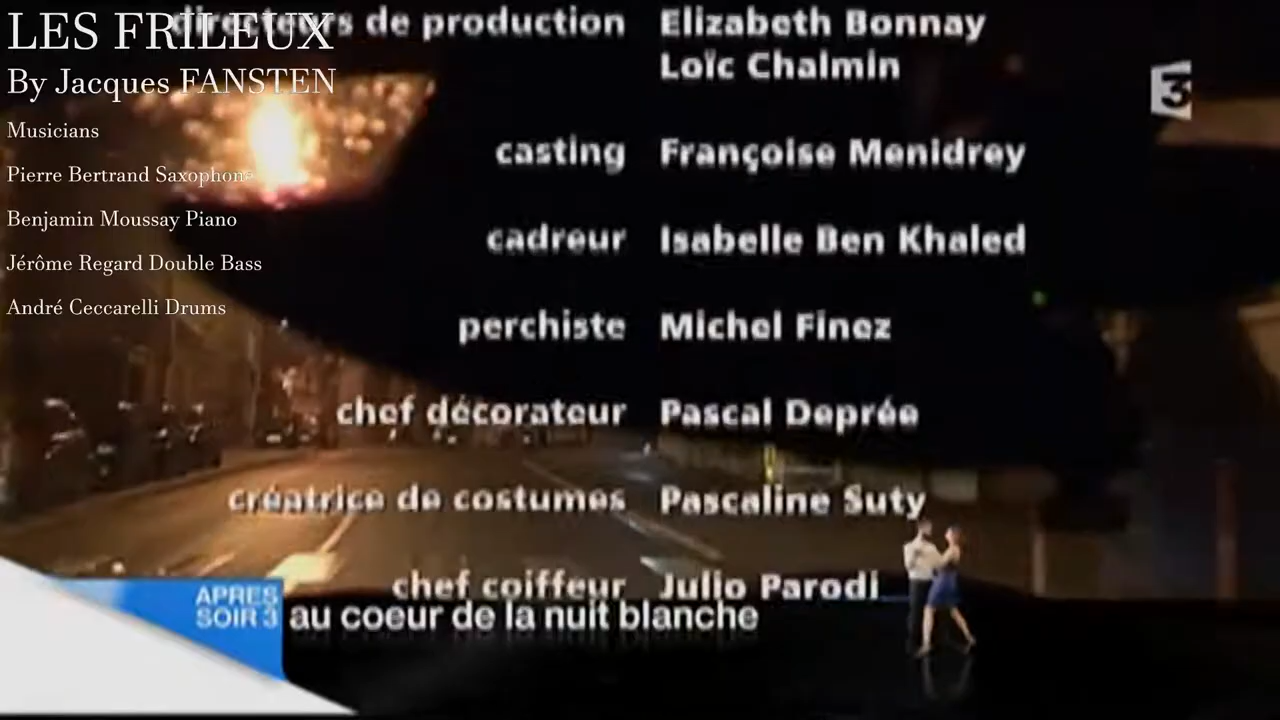 LES FRILEUX
By Jacques FANSTEN
Musicians
Pierre Bertrand Saxophone
Benjamin Moussay Piano
Jérôme Regard Double Bass
André Ceccarelli Drums
directeurs de production Elizabeth Bonnay
Loïc Chalmin
3
casting Françoise Menidrey
cadreur Isabelle Ben Khaled
perchiste Michel Finez
chef décorateur Pascal Deprée
créatrice de costumes Pascaline Suty
chef coiffeur Julio Parodi
APRES
SOIR 3
au coeur de la nuit blanche